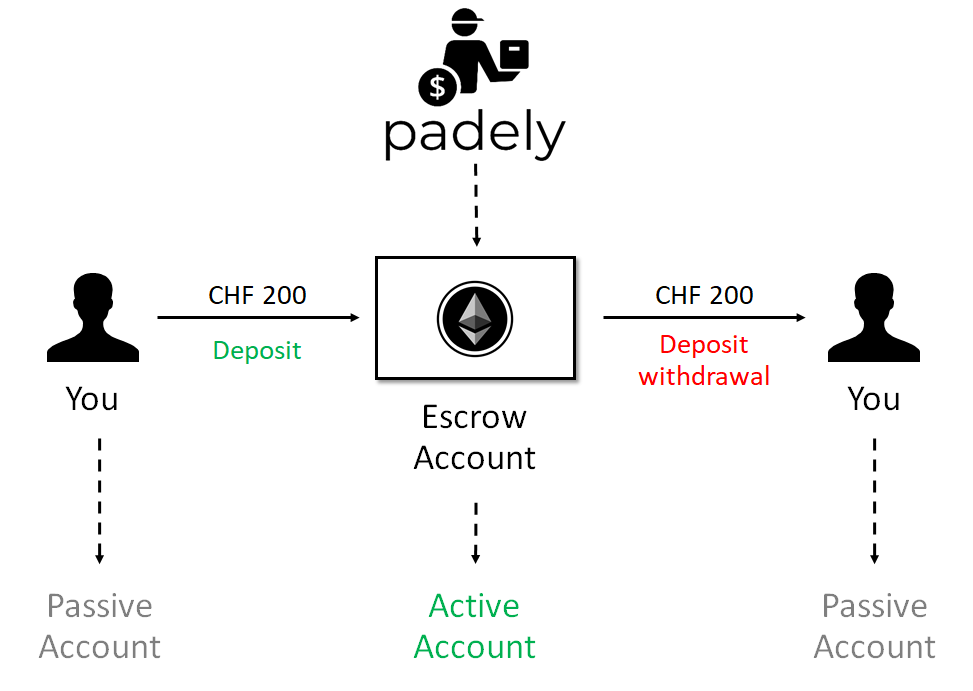 $
padely
CHF 200
Deposit
CHF 200
Deposit
withdrawal
You
Escrow
Account
You
Passive
Account
Active
Account
Passive
Account